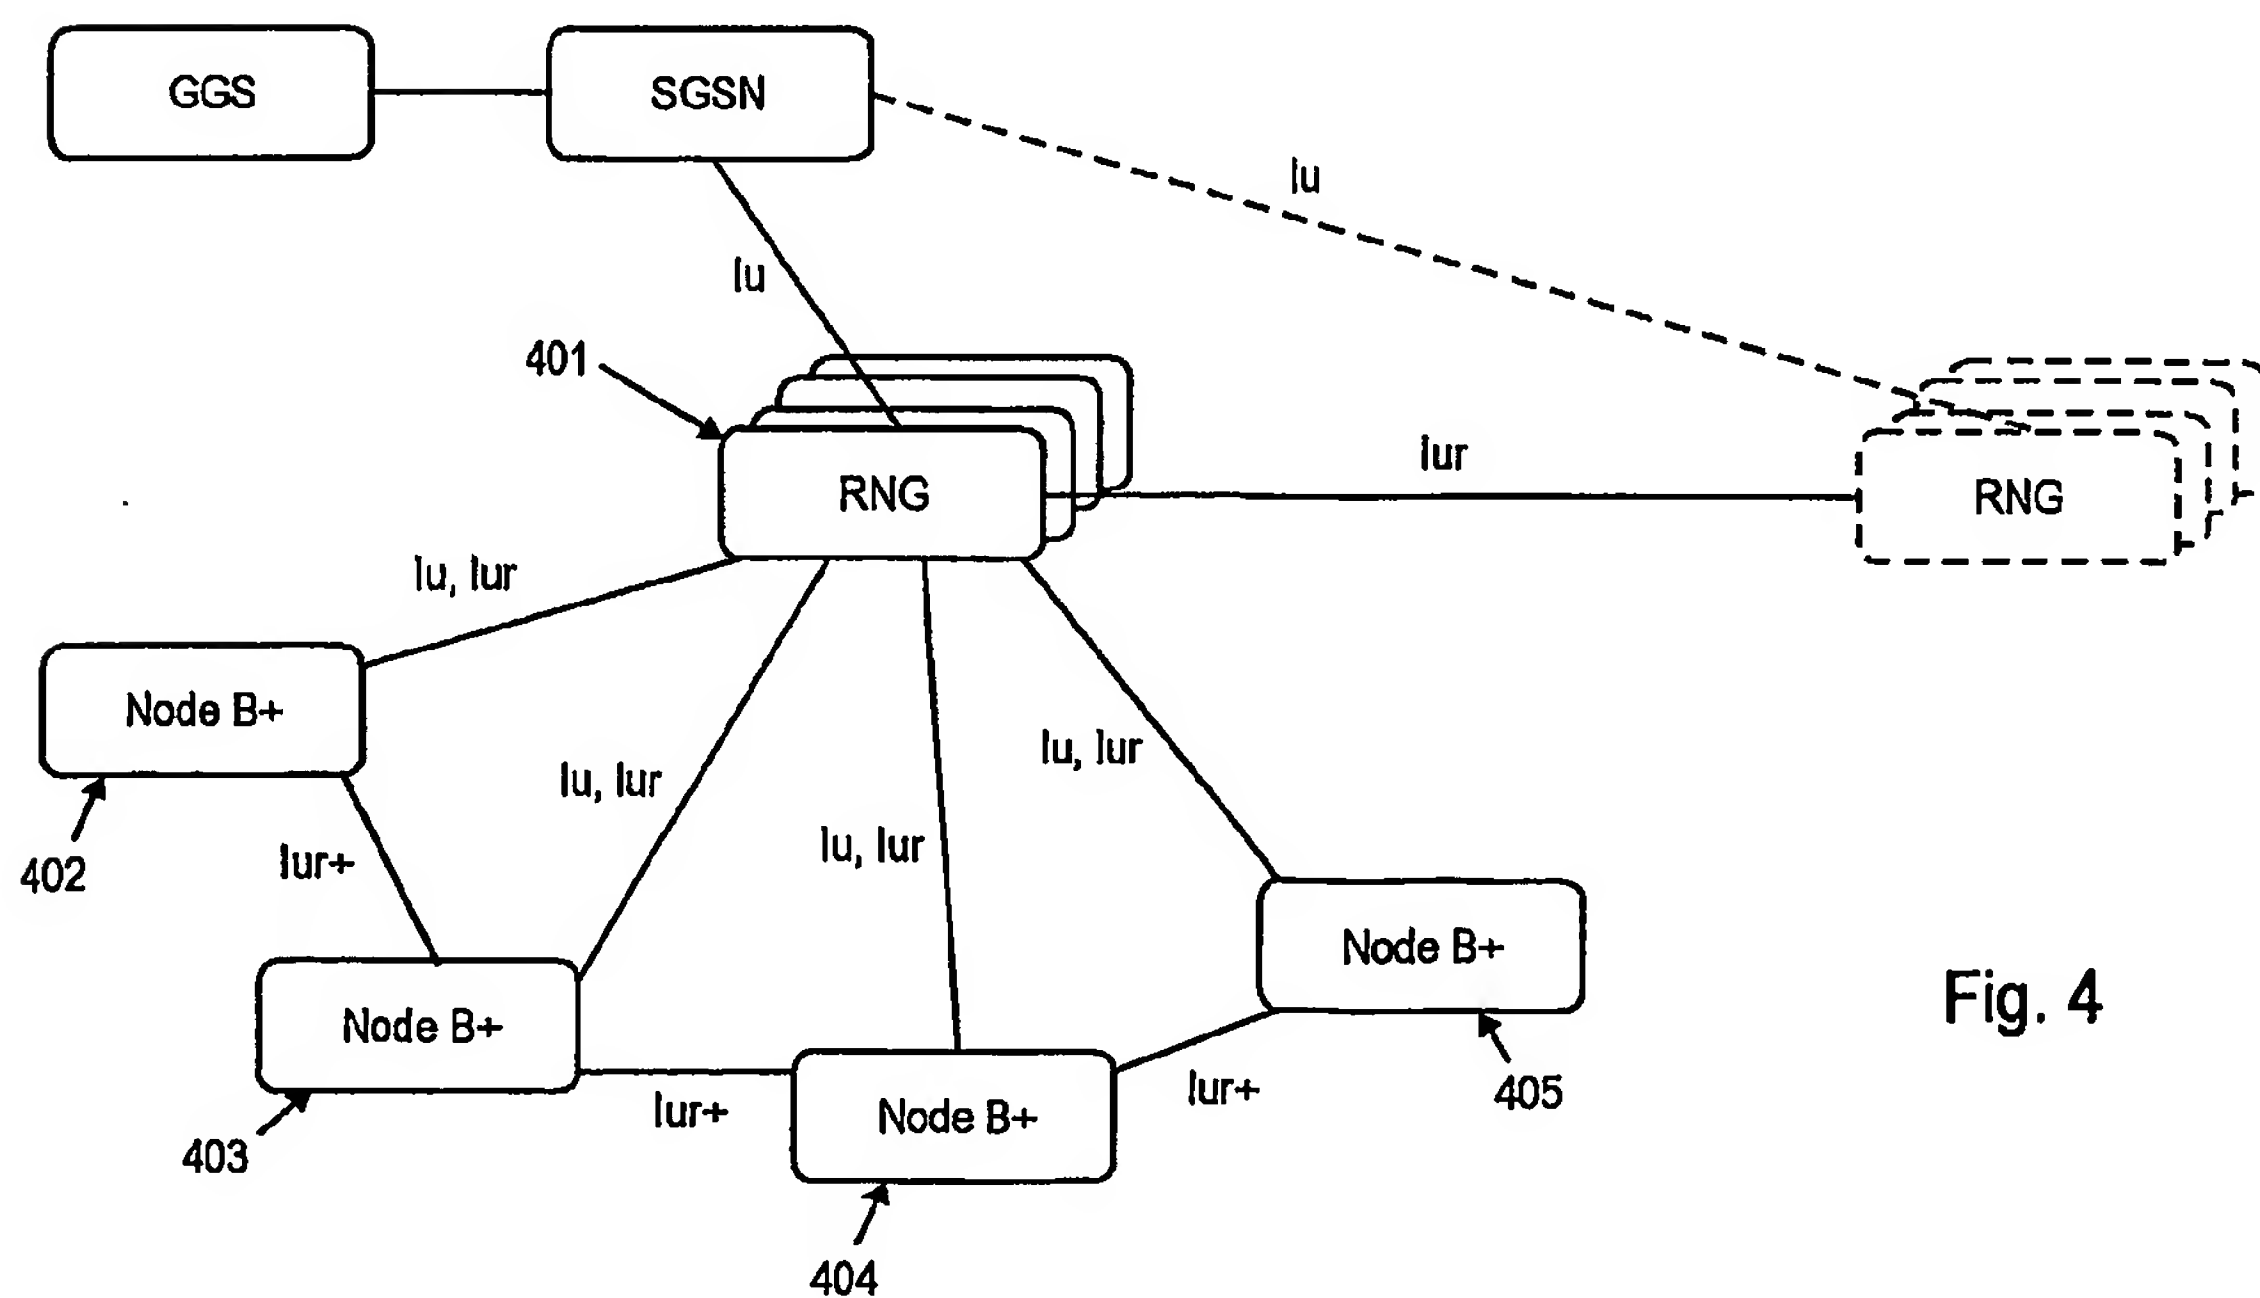 GGS
SGSN
Iu
Iu
401
RNG
Iur
RNG
Iu, Iur
Node B+
Iu, Iur
Iu, Iur
Iu, Iur
402
Iur+
Node B+
Node B+
Fig. 4
Iur+
Node B+
Iur+
405
403
404